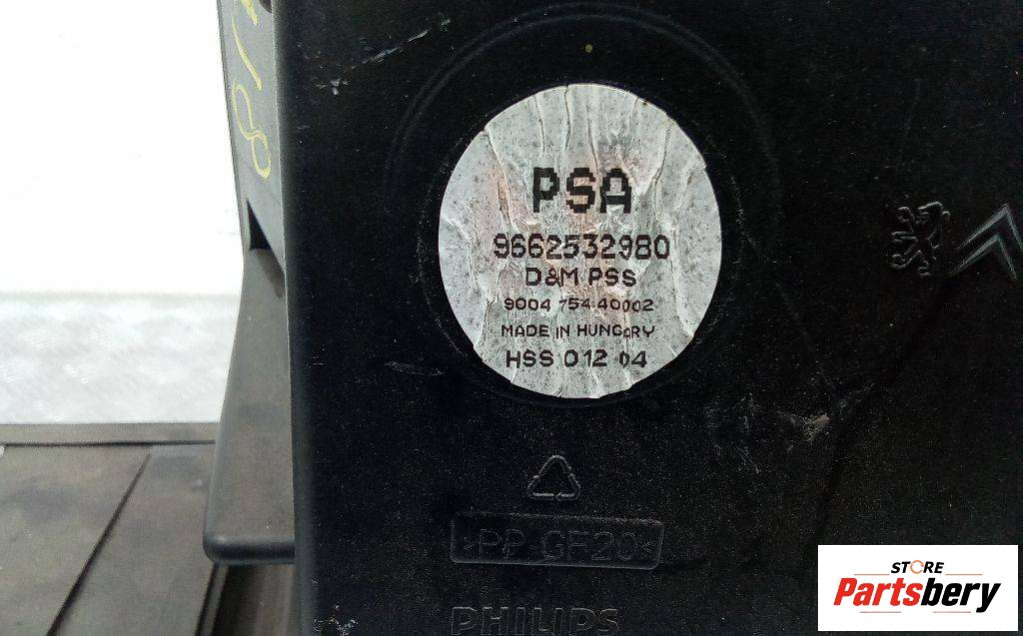 PSA
9662532980
D&M PSS
9004 754 40002
MADE IN HUNGARY
HSS 012 04
>PP GF20<
PHILIPS
STORE
Partsbery